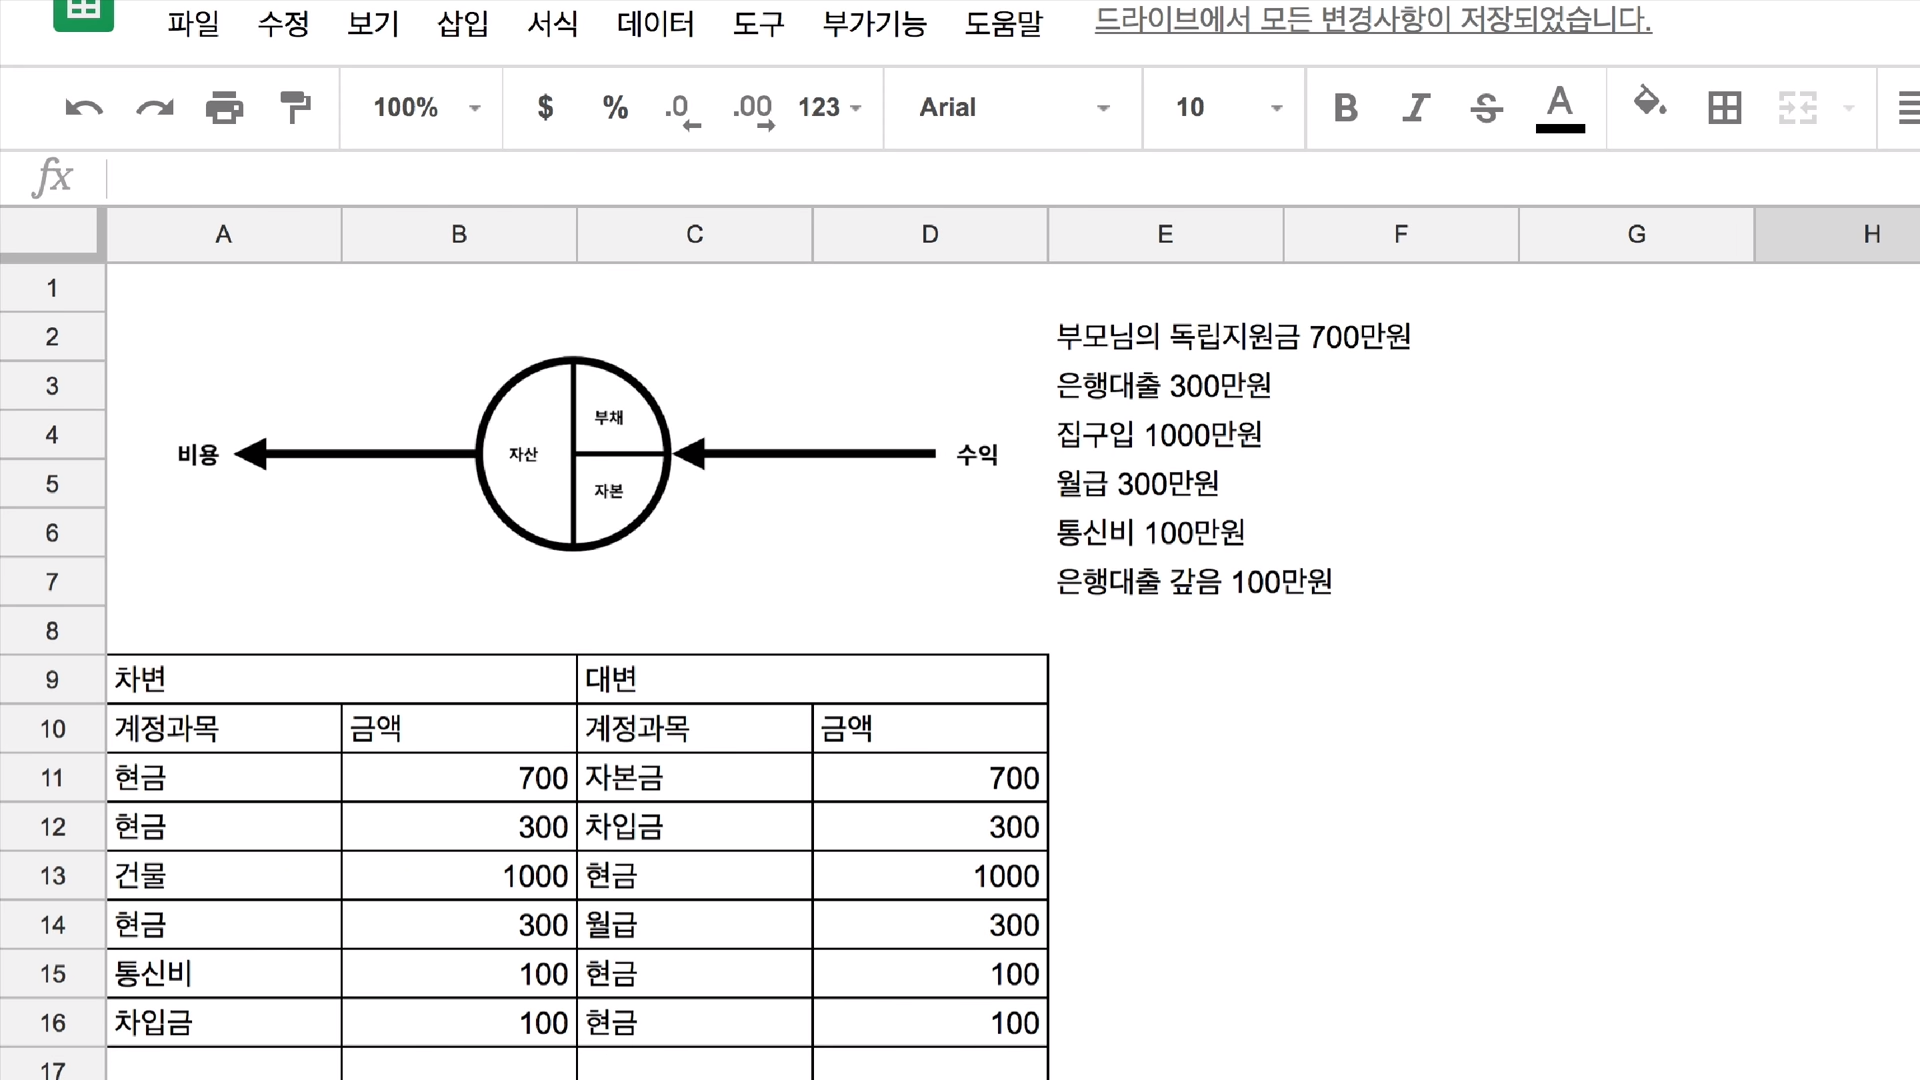 파일 수정 보기 삽입 서식 데이터 도구 부가기능 도움말 드라이브에서 모든 변경사항이 저장되었습니다.
100% $ % .0 .00 123 Arial 10 B I S A
fx
A B C D E F G H
1
2 부모님의 독립지원금 700만원
3 은행대출 300만원
부채
4 집구입 1000만원
비용 자산 수익
5 월급 300만원
자본
6 통신비 100만원
7 은행대출 갚음 100만원
8
9 차변 대변
10 계정과목 금액 계정과목 금액
11 현금 700 자본금 700
12 현금 300 차입금 300
13 건물 1000 현금 1000
14 현금 300 월급 300
15 통신비 100 현금 100
16 차입금 100 현금 100
17